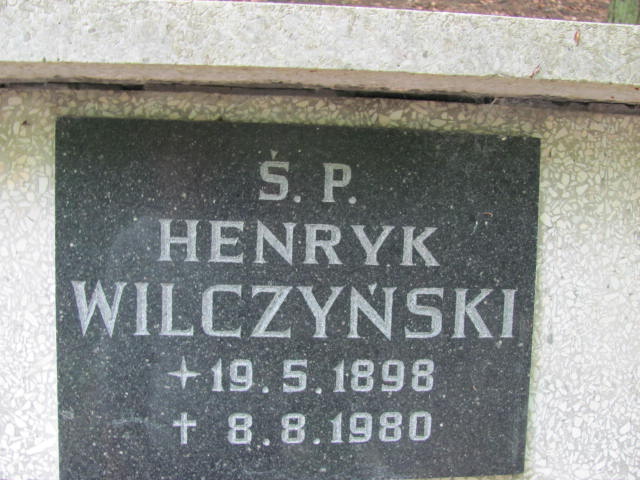 Ś. P.
HENRYK
WILCZYŃSKI
+ 19.5.1898
† 8.8.1980